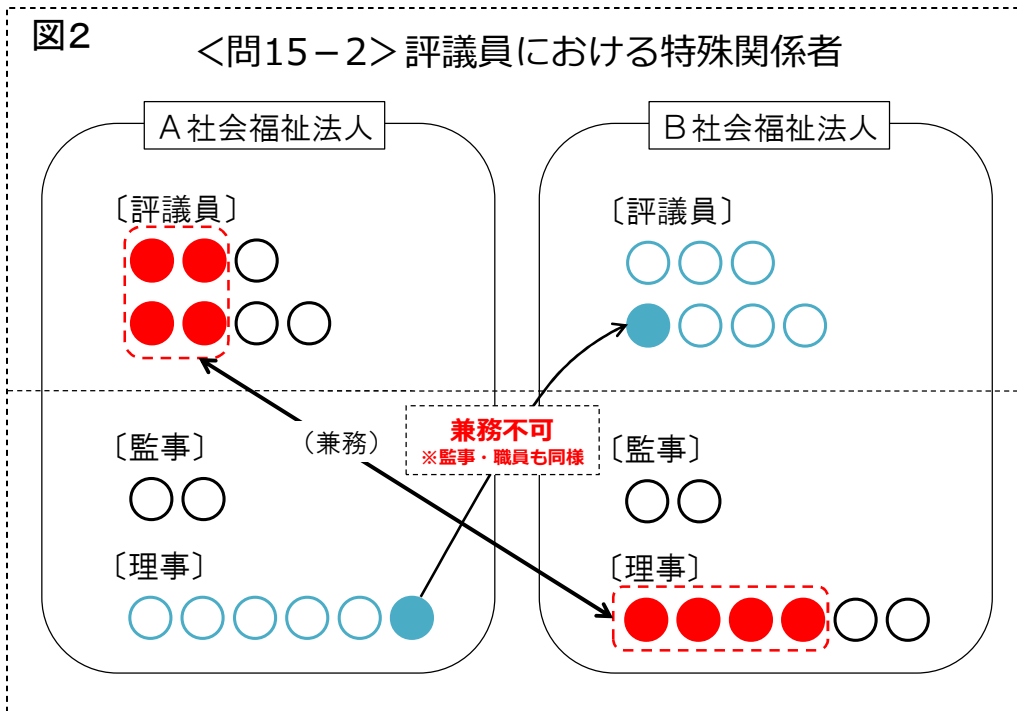 図2
<問15－2>評議員における特殊関係者
A社会福祉法人
B社会福祉法人
〔評議員〕
〔評議員〕
兼務不可
※監事・職員も同様
（兼務）
〔監事〕
〔監事〕
〔理事〕
〔理事〕